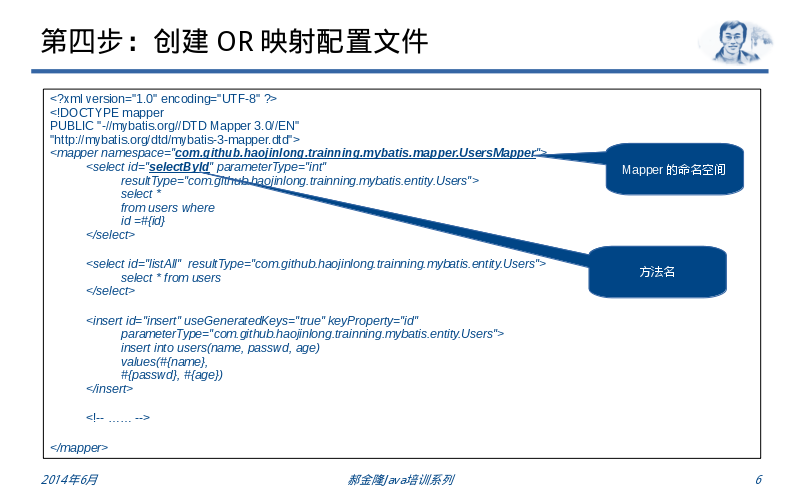 第四步：创建 OR 映射配置文件
<?xml version="1.0" encoding="UTF-8" ?>
<!DOCTYPE mapper
PUBLIC "-//mybatis.org//DTD Mapper 3.0//EN"
"http://mybatis.org/dtd/mybatis-3-mapper.dtd">
<mapper namespace="com.github.haojinlong.trainning.mybatis.mapper.UsersMapper">
<select id="selectById" parameterType="int"
resultType="com.github.haojinlong.trainning.mybatis.entity.Users">
select *
from users where
id =#{id}
</select>
<select id="listAll"  resultType="com.github.haojinlong.trainning.mybatis.entity.Users">
select * from users
</select>
<insert id="insert" useGeneratedKeys="true" keyProperty="id"
parameterType="com.github.haojinlong.trainning.mybatis.entity.Users">
insert into users(name, passwd, age)
values(#{name},
#{passwd}, #{age})
</insert>
<!-- …… -->
</mapper>
Mapper 的命名空间
方法名
2014年6月
郝金隆Java培训系列
6